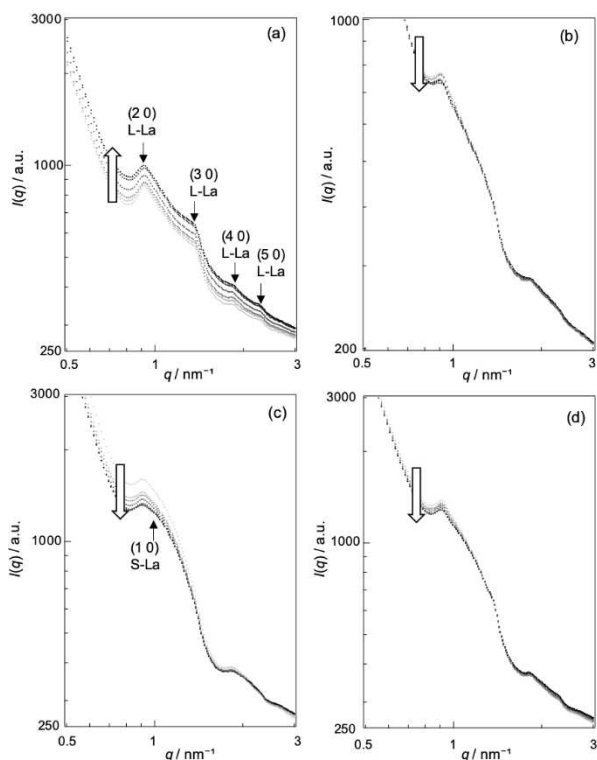 3000
(a)
(2 0)
L-La
1000
(3 0)
L-La
(4 0)
L-La
(5 0)
L-La
I(q) / a.u.
250
0.5
1
3
q / nm⁻¹
1000
(b)
I(q) / a.u.
200
0.5
1
3
q / nm⁻¹
3000
(c)
1000
(1 0)
S-La
I(q) / a.u.
250
0.5
1
3
q / nm⁻¹
3000
(d)
1000
I(q) / a.u.
250
0.5
1
3
q / nm⁻¹